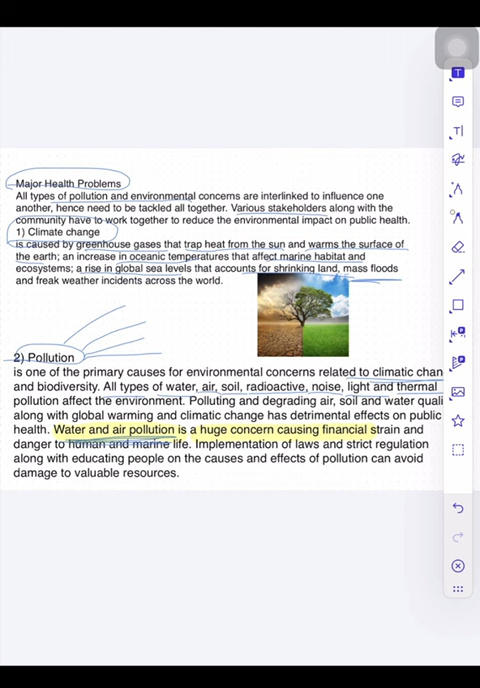 Major Health Problems
All types of pollution and environmental concerns are interlinked to influence one
another, hence need to be tackled all together. Various stakeholders along with the
community have to work together to reduce the environmental impact on public health.
1) Climate change
is caused by greenhouse gases that trap heat from the sun and warms the surface of
the earth; an increase in oceanic temperatures that affect marine habitat and
ecosystems; a rise in global sea levels that accounts for shrinking land, mass floods
and freak weather incidents across the world.
2) Pollution
is one of the primary causes for environmental concerns related to climatic chan
and biodiversity. All types of water, air, soil, radioactive, noise, light and thermal
pollution affect the environment. Polluting and degrading air, soil and water quali
along with global warming and climatic change has detrimental effects on public
health. Water and air pollution is a huge concern causing financial strain and
danger to human and marine life. Implementation of laws and strict regulation
along with educating people on the causes and effects of pollution can avoid
damage to valuable resources.